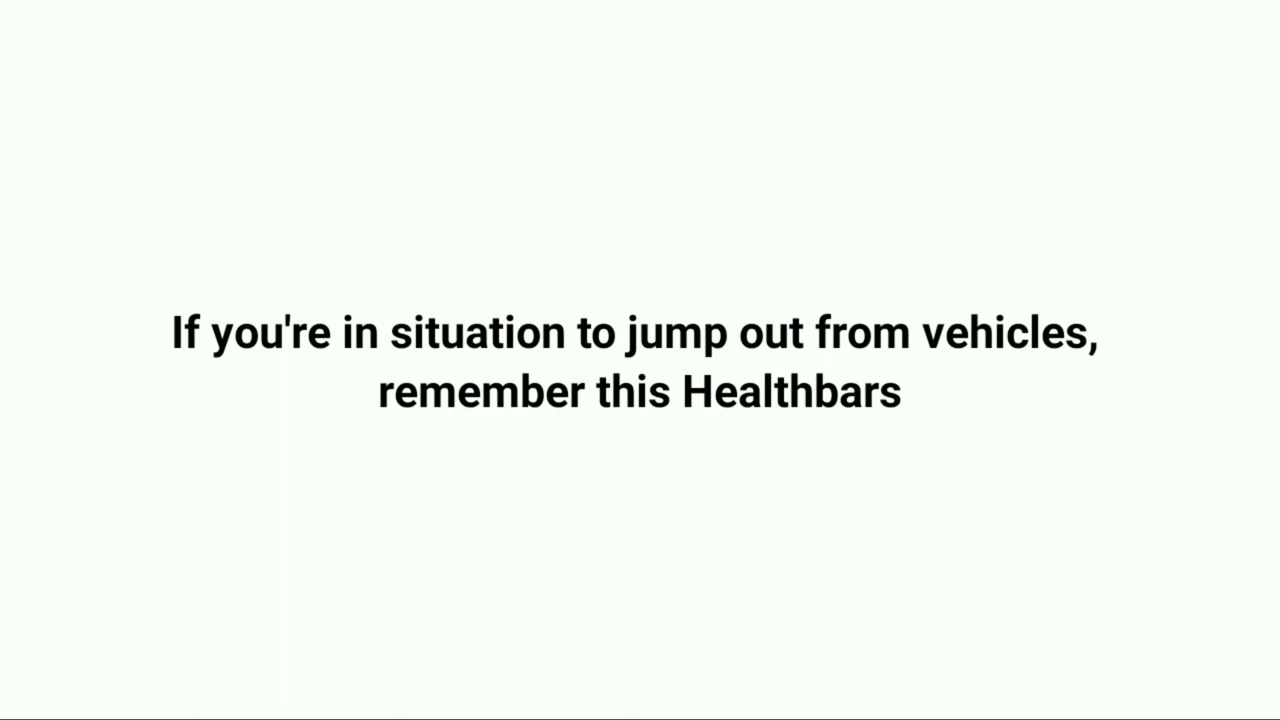 If you're in situation to jump out from vehicles,
remember this Healthbars